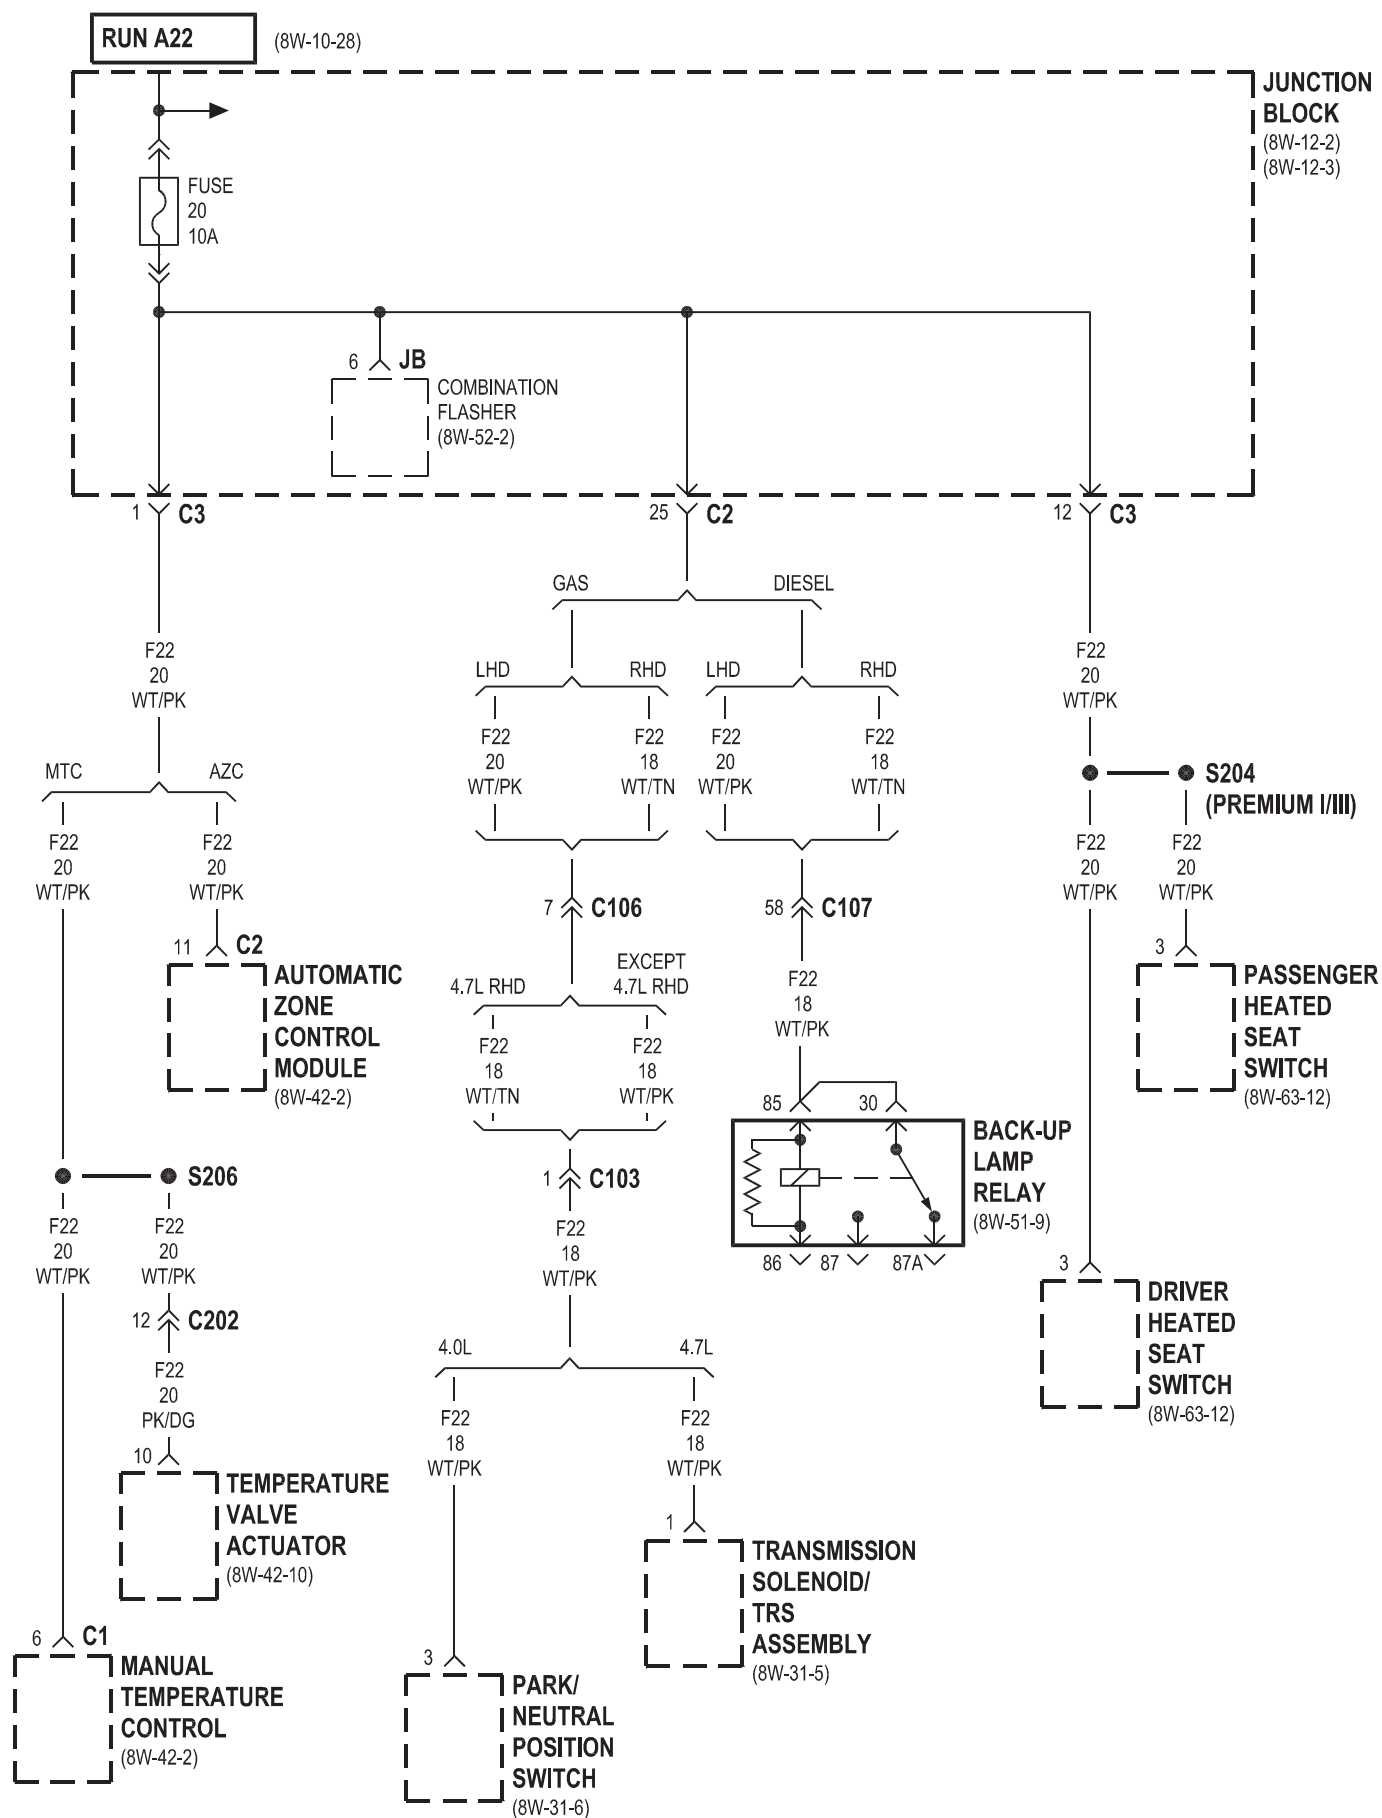 RUN A22
(8W-10-28)
JUNCTION
BLOCK
(8W-12-2)
(8W-12-3)
FUSE
20
10A
6
JB
COMBINATION
FLASHER
(8W-52-2)
1
C3
25
C2
12
C3
GAS
DIESEL
LHD
RHD
LHD
RHD
F22
20
WT/PK
F22
20
WT/PK
F22
18
WT/TN
F22
20
WT/PK
F22
18
WT/TN
F22
20
WT/PK
MTC
AZC
S204
(PREMIUM I/III)
F22
20
WT/PK
F22
20
WT/PK
F22
20
WT/PK
F22
20
WT/PK
7
C106
58
C107
11
C2
AUTOMATIC
ZONE
CONTROL
MODULE
(8W-42-2)
4.7L RHD
EXCEPT
4.7L RHD
F22
18
WT/PK
3
PASSENGER
HEATED
SEAT
SWITCH
(8W-63-12)
F22
18
WT/TN
F22
18
WT/PK
85
30
BACK-UP
LAMP
RELAY
(8W-51-9)
86
87
87A
S206
1
C103
F22
20
WT/PK
F22
20
WT/PK
F22
18
WT/PK
12
C202
3
DRIVER
HEATED
SEAT
SWITCH
(8W-63-12)
F22
20
PK/DG
4.0L
4.7L
F22
18
WT/PK
F22
18
WT/PK
10
TEMPERATURE
VALVE
ACTUATOR
(8W-42-10)
1
TRANSMISSION
SOLENOID/
TRS
ASSEMBLY
(8W-31-5)
6
C1
MANUAL
TEMPERATURE
CONTROL
(8W-42-2)
3
PARK/
NEUTRAL
POSITION
SWITCH
(8W-31-6)